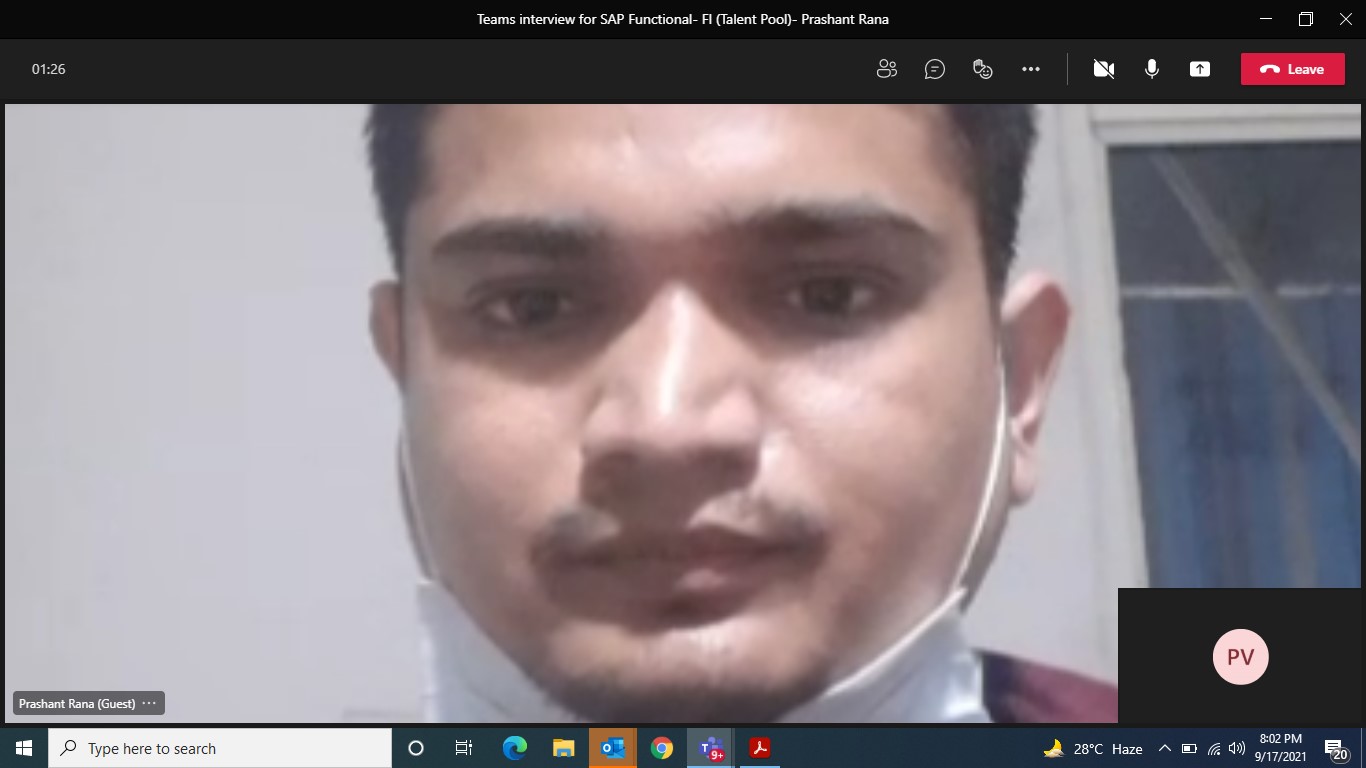 Teams interview for SAP Functional- FI (Talent Pool)- Prashant Rana
01:26
Leave
PV
Prashant Rana (Guest) ···
Type here to search
9+
28°C Haze
8:02 PM
9/17/2021
20